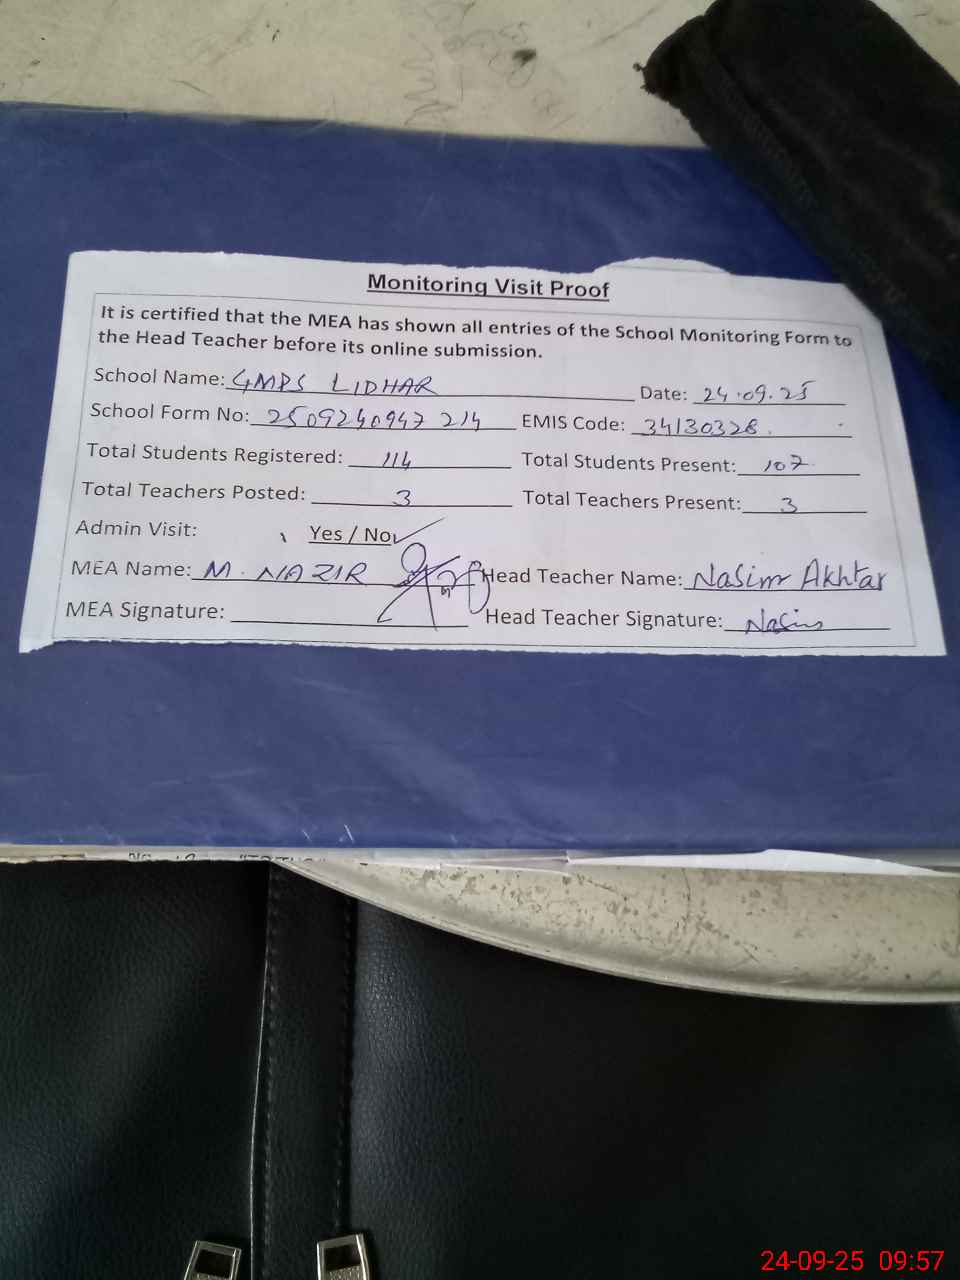 Monitoring Visit Proof
It is certified that the MEA has shown all entries of the School Monitoring Form to
the Head Teacher before its online submission.
School Name: GMPS LIDHAR Date: 24.09.25
School Form No: 2509240947 214 EMIS Code: 34130328.
Total Students Registered: 114 Total Students Present: 107
Total Teachers Posted: 3 Total Teachers Present: 3
Admin Visit: Yes / No ✓
MEA Name: M. NAZIR Head Teacher Name: Nasim Akhtar
MEA Signature: Head Teacher Signature: Nasim
24-09-25 09:57